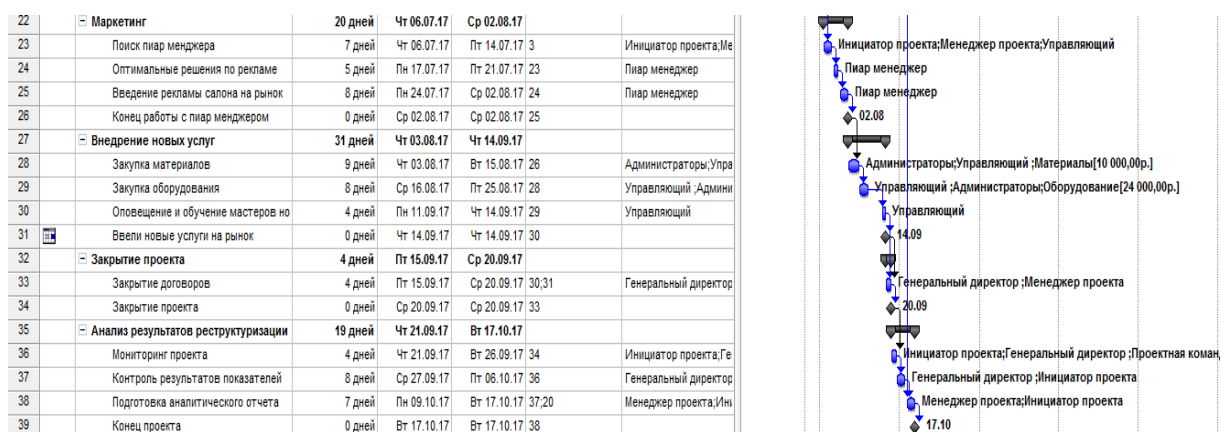 22 Маркетинг 20 дней Чт 06.07.17 Ср 02.08.17
23 Поиск пиар менджера 7 дней Чт 06.07.17 Пт 14.07.17 3 Инициатор проекта;Ме Инициатор проекта;Менеджер проекта;Управляющий
24 Оптимальные решения по рекламе 5 дней Пн 17.07.17 Пт 21.07.17 23 Пиар менеджер Пиар менеджер
25 Введение рекламы салона на рынок 8 дней Пн 24.07.17 Ср 02.08.17 24 Пиар менеджер Пиар менеджер
26 Конец работы с пиар менджером 0 дней Ср 02.08.17 Ср 02.08.17 25 02.08
27 Внедрение новых услуг 31 дней Чт 03.08.17 Чт 14.09.17
28 Закупка материалов 9 дней Чт 03.08.17 Вт 15.08.17 26 Администраторы;Упра Администраторы;Управляющий ;Материалы[10 000,00р.]
29 Закупка оборудования 8 дней Ср 16.08.17 Пт 25.08.17 28 Управляющий ;Админи Управляющий ;Администраторы;Оборудование[24 000,00р.]
30 Оповещение и обучение мастеров но 4 дней Пн 11.09.17 Чт 14.09.17 29 Управляющий Управляющий
31 Ввели новые услуги на рынок 0 дней Чт 14.09.17 Чт 14.09.17 30 14.09
32 Закрытие проекта 4 дней Пт 15.09.17 Ср 20.09.17
33 Закрытие договоров 4 дней Пт 15.09.17 Ср 20.09.17 30;31 Генеральный директор Генеральный директор ;Менеджер проекта
34 Закрытие проекта 0 дней Ср 20.09.17 Ср 20.09.17 33 20.09
35 Анализ результатов реструктуризации 19 дней Чт 21.09.17 Вт 17.10.17
36 Мониторинг проекта 4 дней Чт 21.09.17 Вт 26.09.17 34 Инициатор проекта;Ге Инициатор проекта;Генеральный директор ;Проектная коман
37 Контроль результатов показателей 8 дней Ср 27.09.17 Пт 06.10.17 36 Генеральный директор Генеральный директор ;Инициатор проекта
38 Подготовка аналитического отчета 7 дней Пн 09.10.17 Вт 17.10.17 37;20 Менеджер проекта;Ини Менеджер проекта;Инициатор проекта
39 Конец проекта 0 дней Вт 17.10.17 Вт 17.10.17 38 17.10